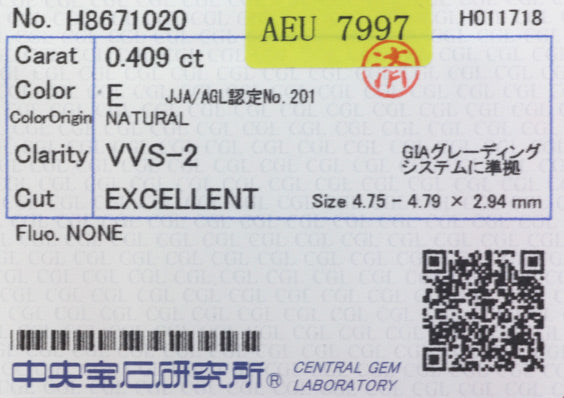 No. H8671020
AEU 7997
H011718
Carat 0.409 ct
済
Color E JJA/AGL認定No. 201
ColorOrigin NATURAL
Clarity VVS-2
GIAグレーディング
システムに準拠
Cut EXCELLENT Size 4.75 - 4.79 × 2.94 mm
Fluo. NONE
中央宝石研究所® CENTRAL GEM
LABORATORY